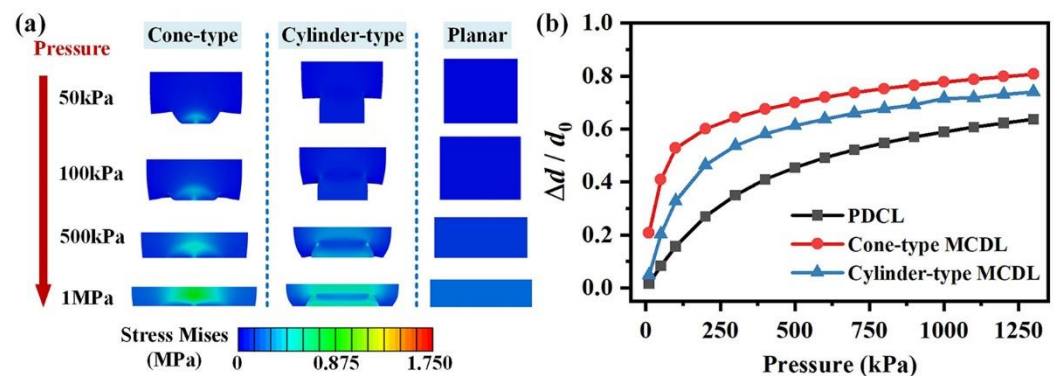 (a)
Pressure
Cone-type
Cylinder-type
Planar
50kPa
100kPa
500kPa
1MPa
Stress Mises
(MPa)
0
0.875
1.750
(b)
Δd / d0
0.8
0.6
0.4
0.2
0.0
PDCL
Cone-type MCDL
Cylinder-type MCDL
0
250
500
750
1000
1250
Pressure (kPa)